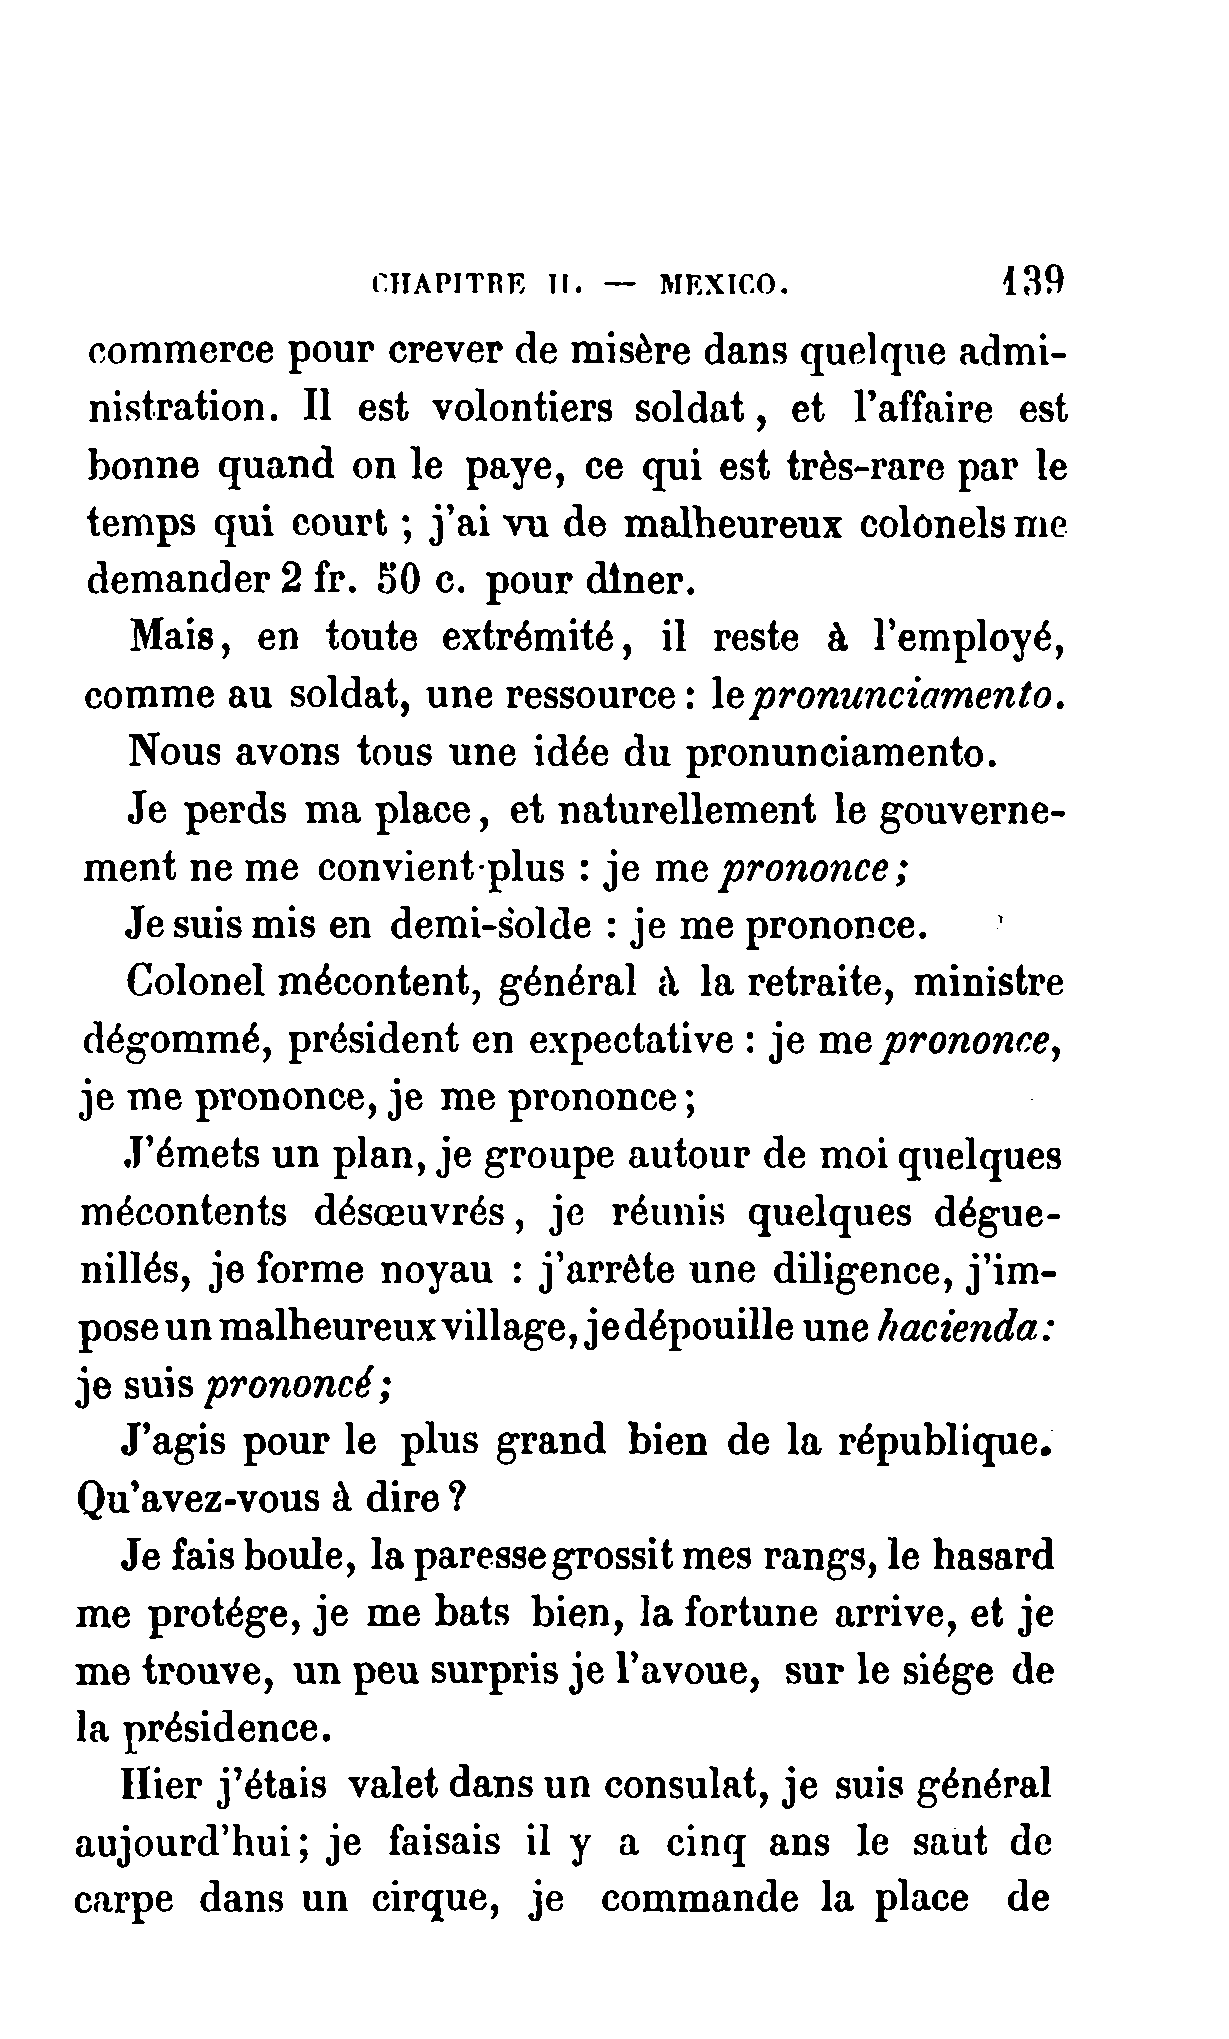 CHAPITRE II. — MEXICO. 139
commerce pour crever de misère dans quelque admi-
nistration. Il est volontiers soldat, et l'affaire est
bonne quand on le paye, ce qui est très-rare par le
temps qui court ; j'ai vu de malheureux colonels me
demander 2 fr. 50 c. pour dîner.
Mais, en toute extrémité, il reste à l'employé,
comme au soldat, une ressource : le pronunciamento.
Nous avons tous une idée du pronunciamento.
Je perds ma place, et naturellement le gouverne-
ment ne me convient plus : je me prononce ;
Je suis mis en demi-solde : je me prononce.
Colonel mécontent, général à la retraite, ministre
dégommé, président en expectative : je me prononce,
je me prononce, je me prononce ;
J'émets un plan, je groupe autour de moi quelques
mécontents désœuvrés, je réunis quelques dégue-
nillés, je forme noyau : j'arrête une diligence, j'im-
pose un malheureux village, je dépouille une hacienda :
je suis prononcé ;
J'agis pour le plus grand bien de la république.
Qu'avez-vous à dire ?
Je fais boule, la paresse grossit mes rangs, le hasard
me protége, je me bats bien, la fortune arrive, et je
me trouve, un peu surpris je l'avoue, sur le siége de
la présidence.
Hier j'étais valet dans un consulat, je suis général
aujourd'hui ; je faisais il y a cinq ans le saut de
carpe dans un cirque, je commande la place de